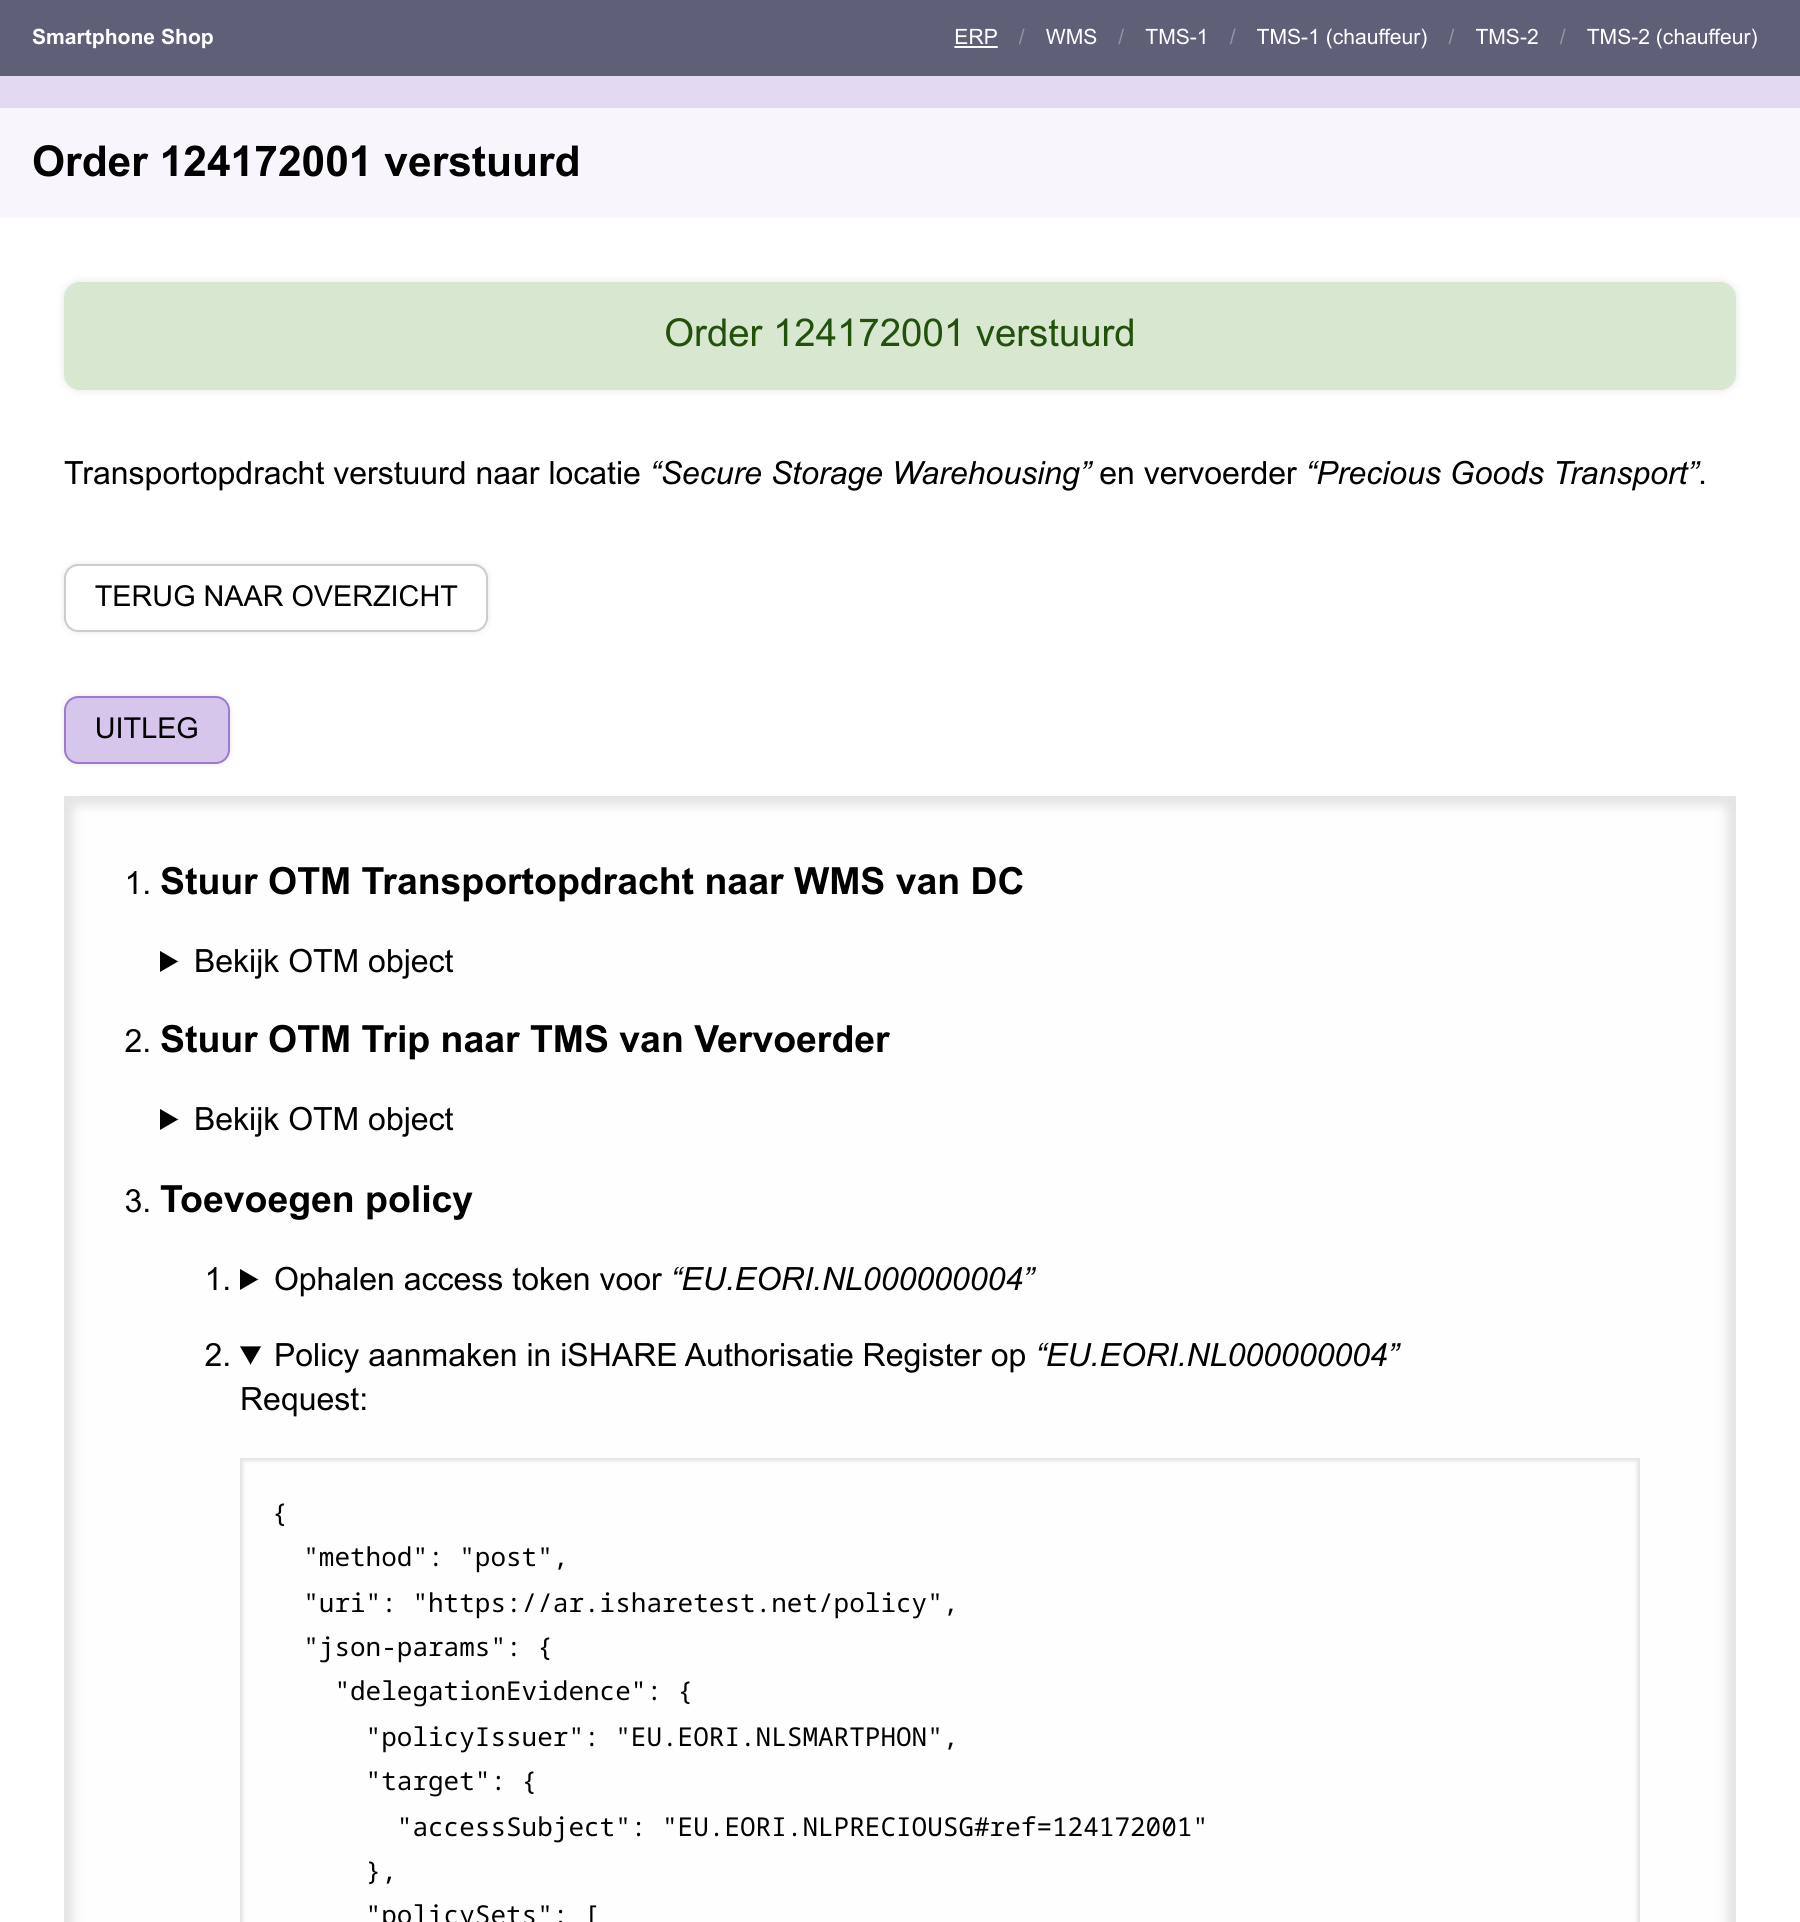 Smartphone Shop
ERP / WMS / TMS-1 / TMS-1 (chauffeur) / TMS-2 / TMS-2 (chauffeur)
Order 124172001 verstuurd
Order 124172001 verstuurd
Transportopdracht verstuurd naar locatie “Secure Storage Warehousing” en vervoerder “Precious Goods Transport”.
TERUG NAAR OVERZICHT
UITLEG
1. Stuur OTM Transportopdracht naar WMS van DC
▶ Bekijk OTM object
2. Stuur OTM Trip naar TMS van Vervoerder
▶ Bekijk OTM object
3. Toevoegen policy
1. ▶ Ophalen access token voor “EU.EORI.NL000000004”
2. ▼ Policy aanmaken in iSHARE Authorisatie Register op “EU.EORI.NL000000004”
Request:
{
  "method": "post",
  "uri": "https://ar.isharetest.net/policy",
  "json-params": {
    "delegationEvidence": {
      "policyIssuer": "EU.EORI.NLSMARTPHON",
      "target": {
        "accessSubject": "EU.EORI.NLPRECIOUSG#ref=124172001"
      },
      "policySets": [